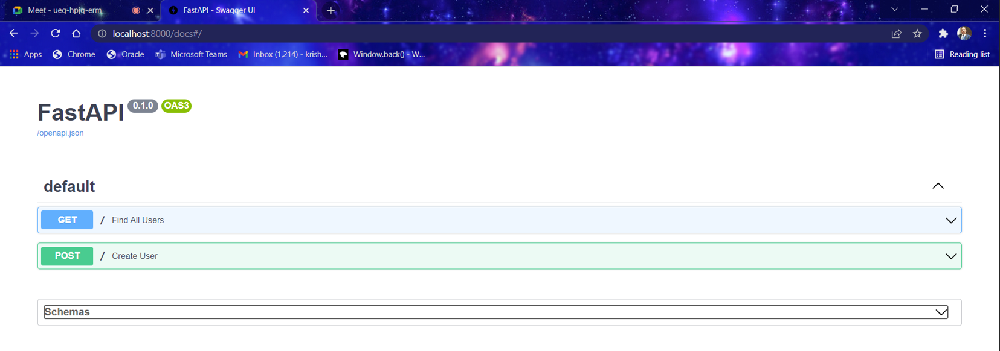 Meet - ueg-hpjq-erm
FastAPI - Swagger UI
localhost:8000/docs#/
Apps
Chrome
Oracle
Microsoft Teams
Inbox (1,214) - krish...
Window.back() - W...
Reading list
FastAPI 0.1.0 OAS3
/openapi.json
default
GET / Find All Users
POST / Create User
Schemas